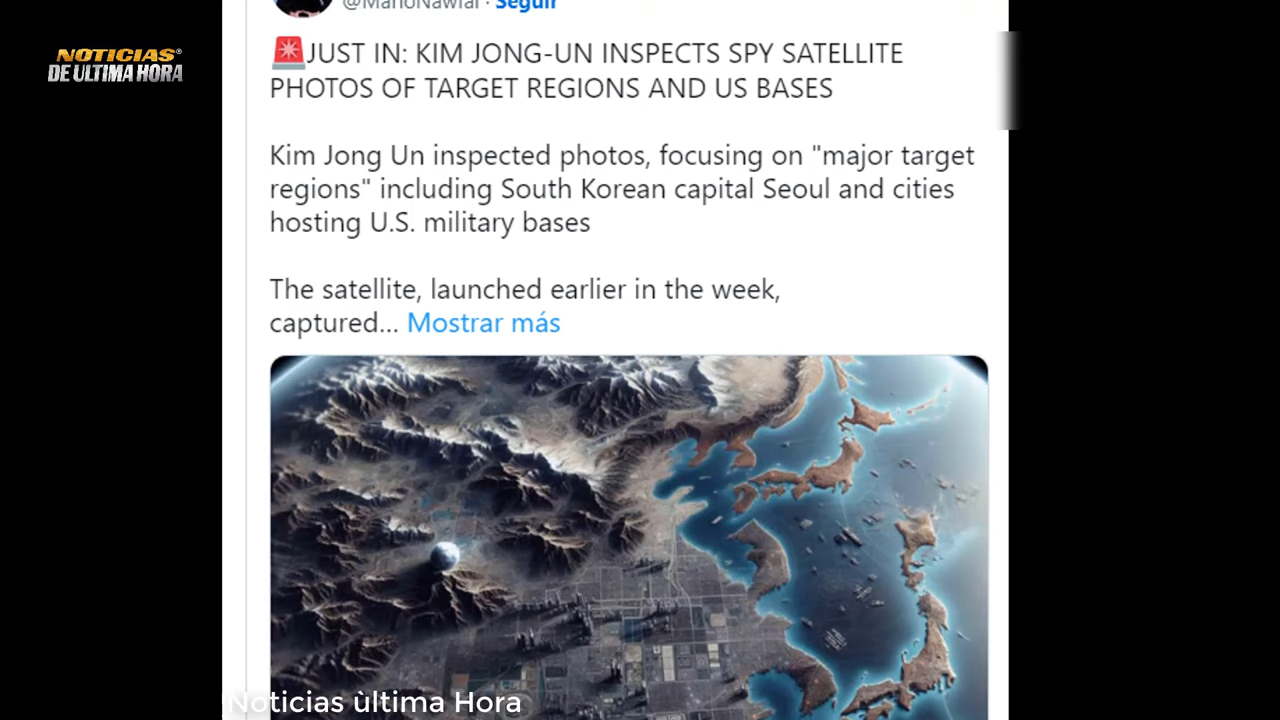 @MarioNawfal · Seguir
NOTICIAS®
DE ULTIMA HORA
🚨JUST IN: KIM JONG-UN INSPECTS SPY SATELLITE
PHOTOS OF TARGET REGIONS AND US BASES
Kim Jong Un inspected photos, focusing on "major target
regions" including South Korean capital Seoul and cities
hosting U.S. military bases
The satellite, launched earlier in the week,
captured... Mostrar más
Noticias ùltima Hora